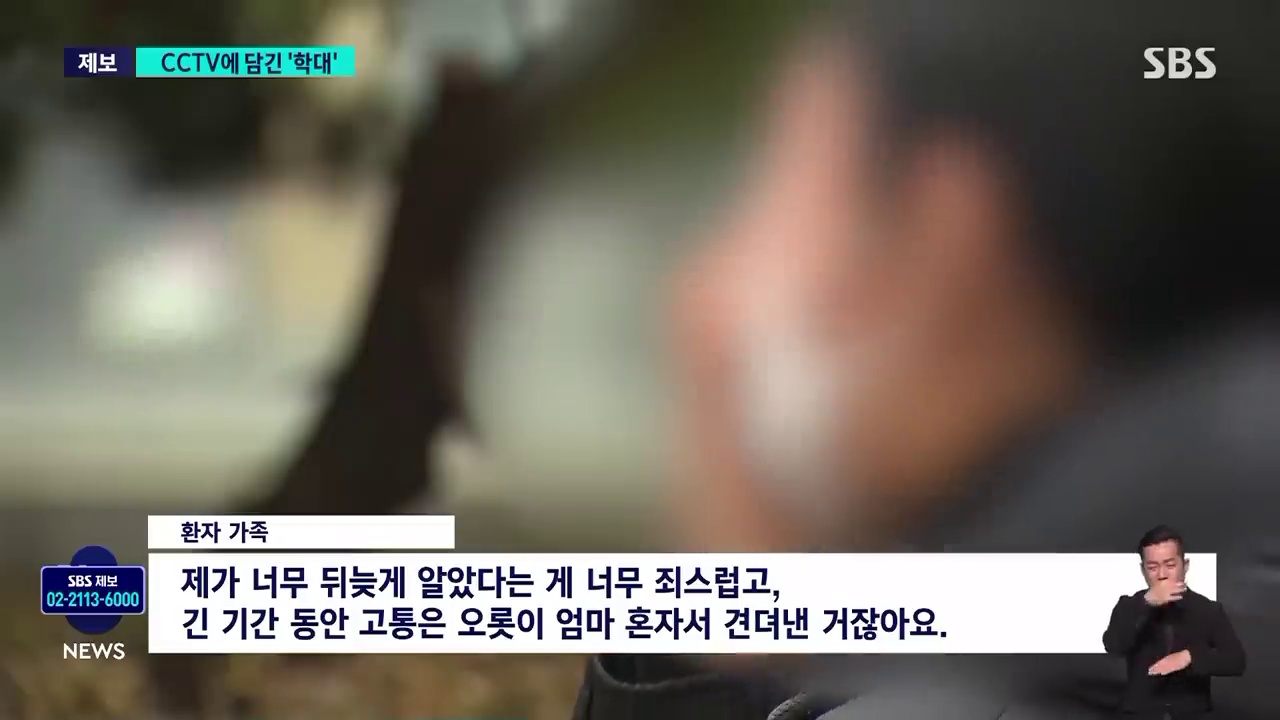 제보 CCTV에 담긴 '학대'
SBS
환자 가족
제가 너무 뒤늦게 알았다는 게 너무 죄스럽고,
긴 기간 동안 고통은 오롯이 엄마 혼자서 견뎌낸 거잖아요.
SBS 제보
02-2113-6000
NEWS